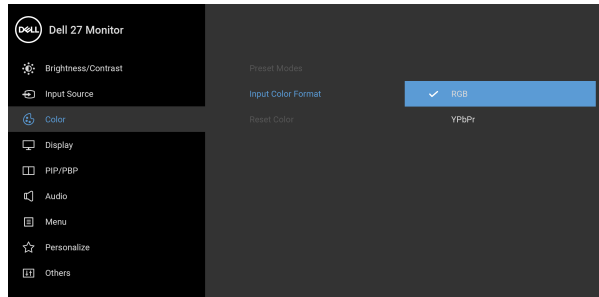 DELL Dell 27 Monitor
Brightness/Contrast
Input Source
Color
Display
PIP/PBP
Audio
Menu
Personalize
Others
Preset Modes
Input Color Format
Reset Color
RGB
YPbPr